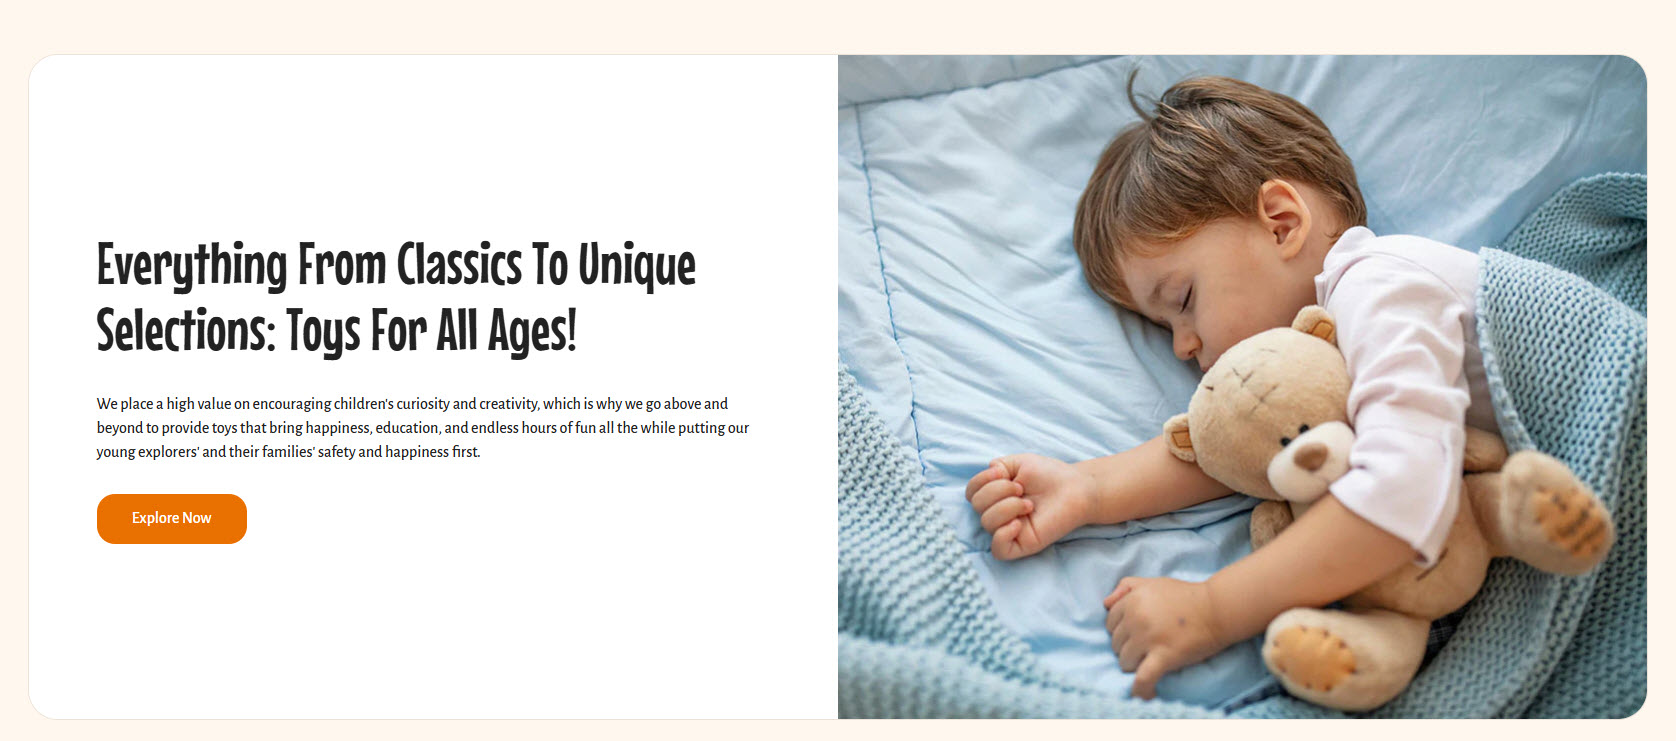 Everything From Classics To Unique
Selections: Toys For All Ages!
We place a high value on encouraging children's curiosity and creativity, which is why we go above and
beyond to provide toys that bring happiness, education, and endless hours of fun all the while putting our
young explorers' and their families' safety and happiness first.
Explore Now